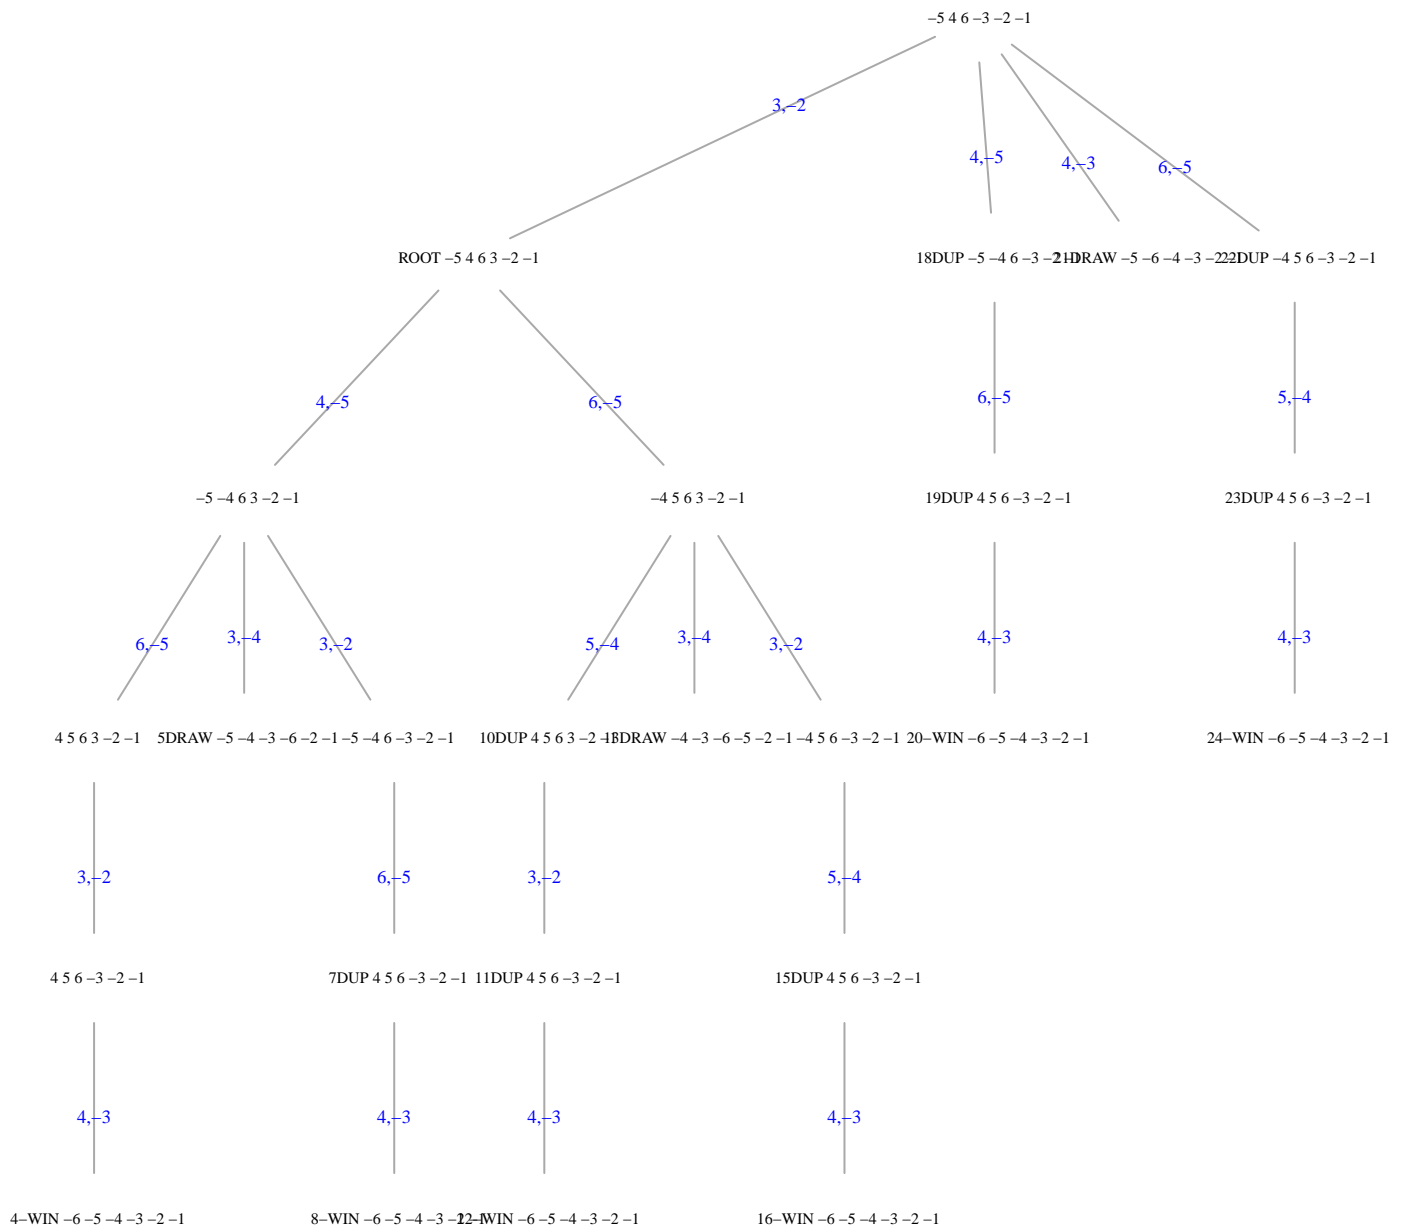 –5 4 6 –3 –2 –1
3,–2
4,–5
4,–3
6,–5
ROOT –5 4 6 3 –2 –1
18DUP –5 –4 6 –3 –2 –1
21DRAW –5 –6 –4 –3 –2 –1
22DUP –4 5 6 –3 –2 –1
4,–5
6,–5
6,–5
5,–4
–5 –4 6 3 –2 –1
–4 5 6 3 –2 –1
19DUP 4 5 6 –3 –2 –1
23DUP 4 5 6 –3 –2 –1
6,–5
3,–4
3,–2
5,–4
3,–4
3,–2
4,–3
4,–3
4 5 6 3 –2 –1
5DRAW –5 –4 –3 –6 –2 –1
–5 –4 6 –3 –2 –1
10DUP 4 5 6 3 –2 –1
13DRAW –4 –3 –6 –5 –2 –1
–4 5 6 –3 –2 –1
20–WIN –6 –5 –4 –3 –2 –1
24–WIN –6 –5 –4 –3 –2 –1
3,–2
6,–5
3,–2
5,–4
4 5 6 –3 –2 –1
7DUP 4 5 6 –3 –2 –1
11DUP 4 5 6 –3 –2 –1
15DUP 4 5 6 –3 –2 –1
4,–3
4,–3
4,–3
4,–3
4–WIN –6 –5 –4 –3 –2 –1
8–WIN –6 –5 –4 –3 –2 –1
12–WIN –6 –5 –4 –3 –2 –1
16–WIN –6 –5 –4 –3 –2 –1